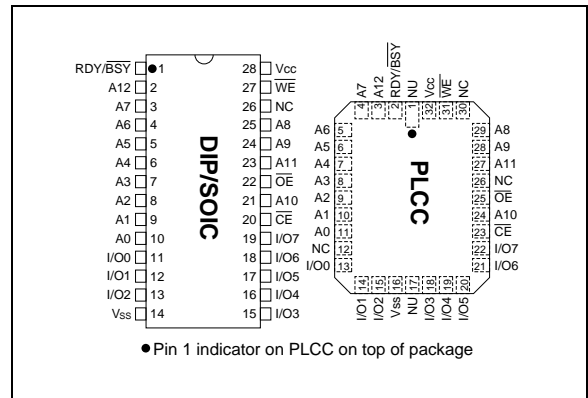 RDY/BSY 1
A12 2
A7 3
A6 4
A5 5
A4 6
A3 7
A2 8
A1 9
A0 10
I/O0 11
I/O1 12
I/O2 13
VSS 14
DIP/SOIC
28 Vcc
27 WE
26 NC
25 A8
24 A9
23 A11
22 OE
21 A10
20 CE
19 I/O7
18 I/O6
17 I/O5
16 I/O4
15 I/O3
A7 4
A12 3
RDY/BSY 2
NU 1
Vcc 32
WE 31
NC 30
A6 5
A5 6
A4 7
A3 8
A2 9
A1 10
A0 11
NC 12
I/O0 13
PLCC
29 A8
28 A9
27 A11
26 NC
25 OE
24 A10
23 CE
22 I/O7
21 I/O6
I/O1 14
I/O2 15
VSS 16
NU 17
I/O3 18
I/O4 19
I/O5 20
●Pin 1 indicator on PLCC on top of package